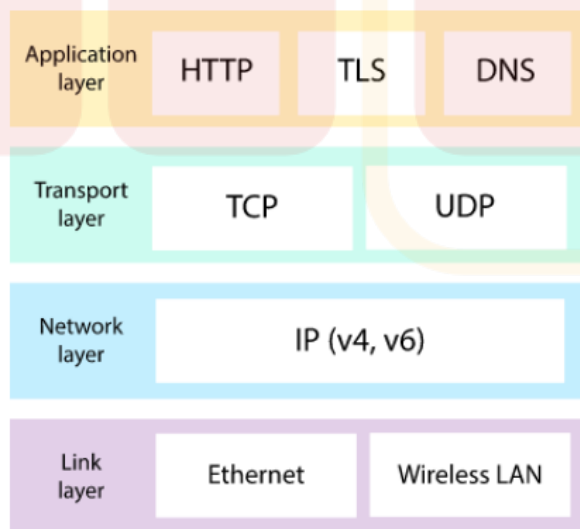 Application
layer
HTTP
TLS
DNS
Transport
layer
TCP
UDP
Network
layer
IP (v4, v6)
Link
layer
Ethernet
Wireless LAN